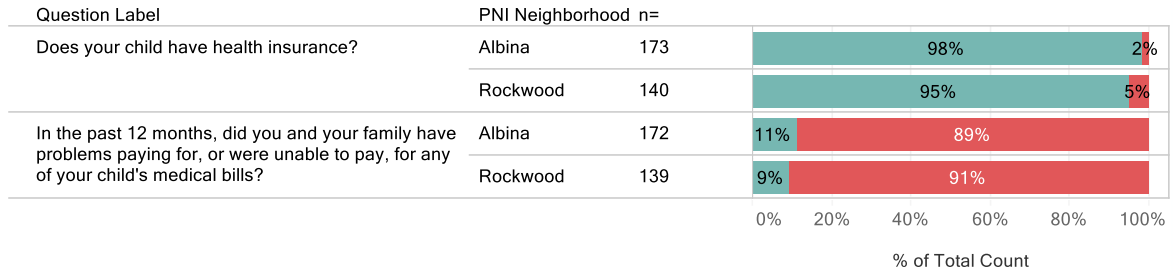 Question Label PNI Neighborhood n=
Does your child have health insurance? Albina 173 98% 2%
Rockwood 140 95% 5%
In the past 12 months, did you and your family have Albina 172 11% 89%
problems paying for, or were unable to pay, for any
of your child's medical bills? Rockwood 139 9% 91%
0% 20% 40% 60% 80% 100%
% of Total Count